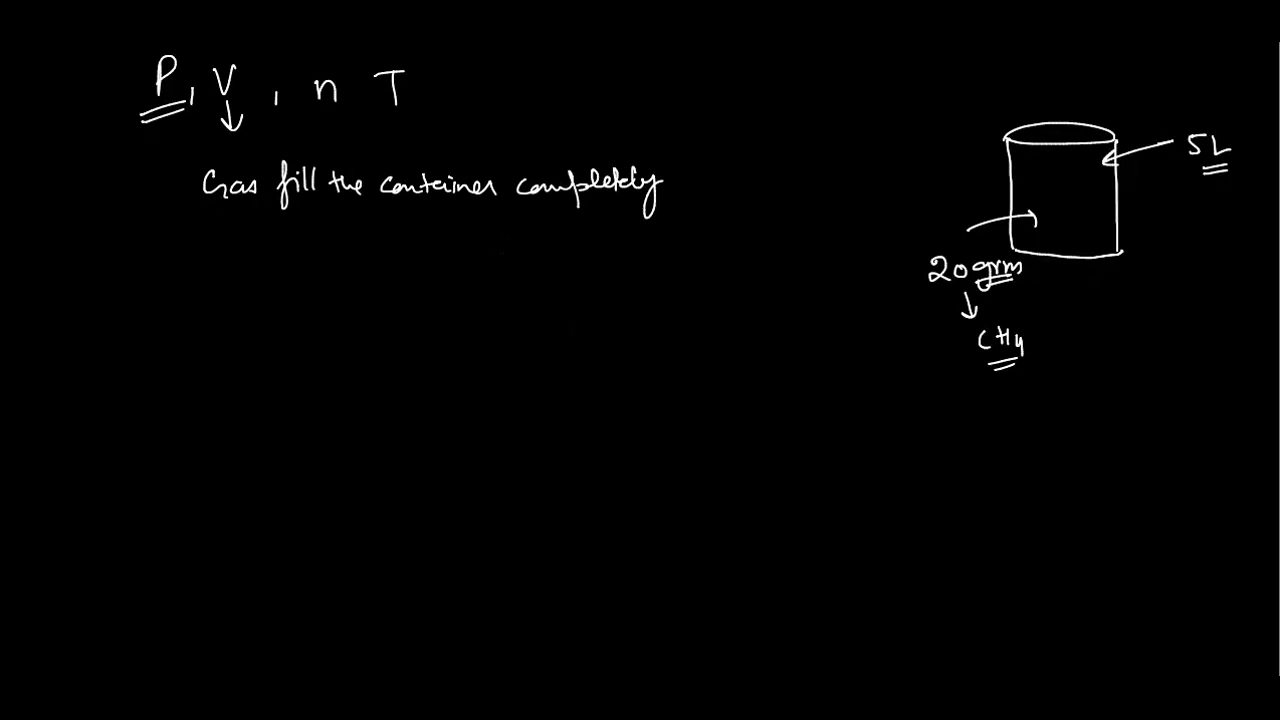 P, V, n T
Gas fill the container completely
5L
20 grm
CH4